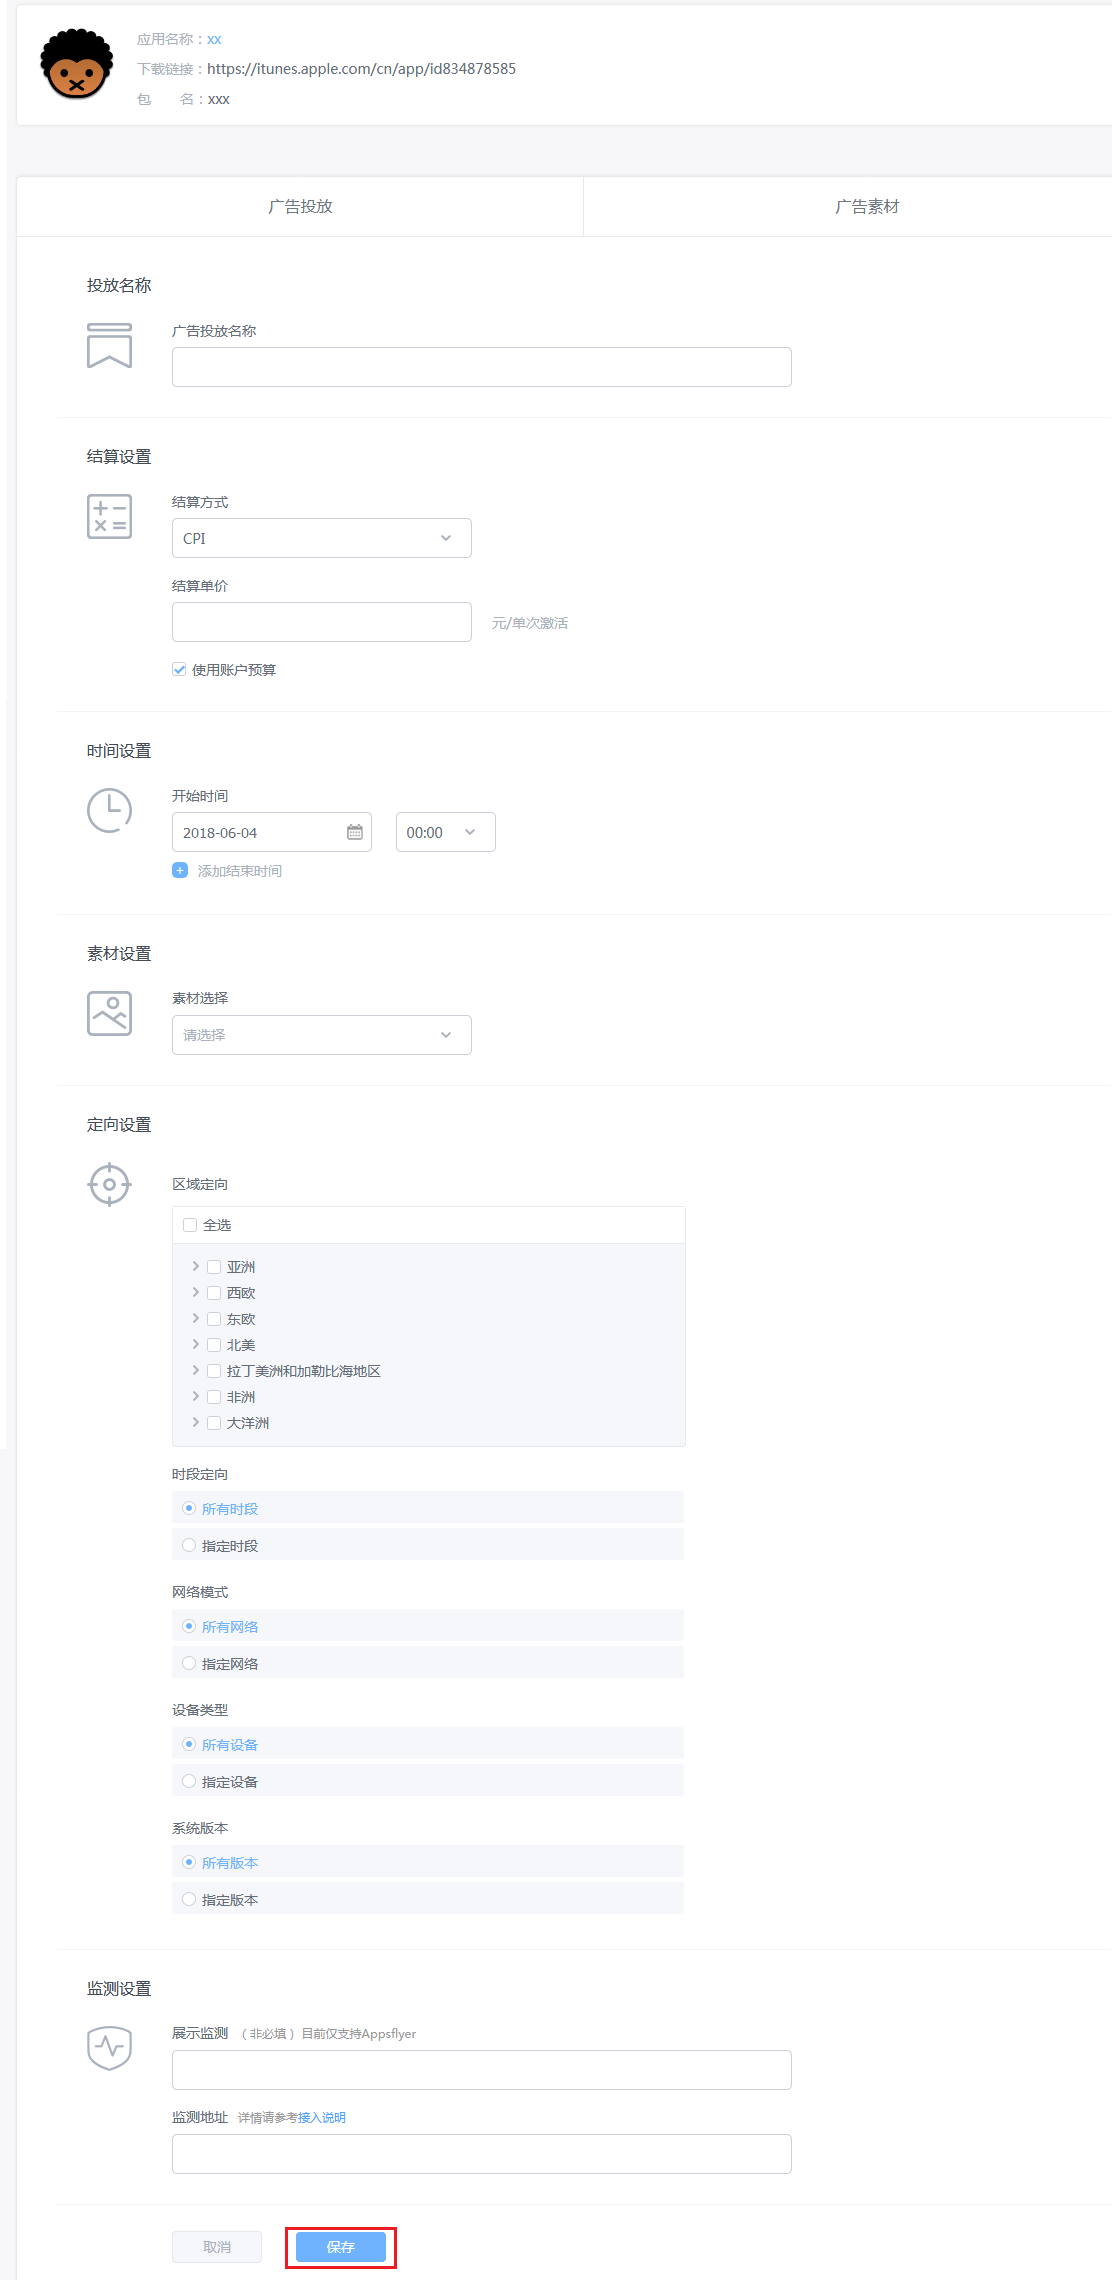 应用名称：xx
下载链接：https://itunes.apple.com/cn/app/id834878585
包 名：xxx
广告投放 广告素材
投放名称
广告投放名称
结算设置
结算方式
CPI
结算单价
元/单次激活
使用账户预算
时间设置
开始时间
2018-06-04 00:00
添加结束时间
素材设置
素材选择
请选择
定向设置
区域定向
全选
亚洲
西欧
东欧
北美
拉丁美洲和加勒比海地区
非洲
大洋洲
时段定向
所有时段
指定时段
网络模式
所有网络
指定网络
设备类型
所有设备
指定设备
系统版本
所有版本
指定版本
监测设置
展示监测 （非必填）目前仅支持Appsflyer
监测地址 详情请参考接入说明
取消 保存